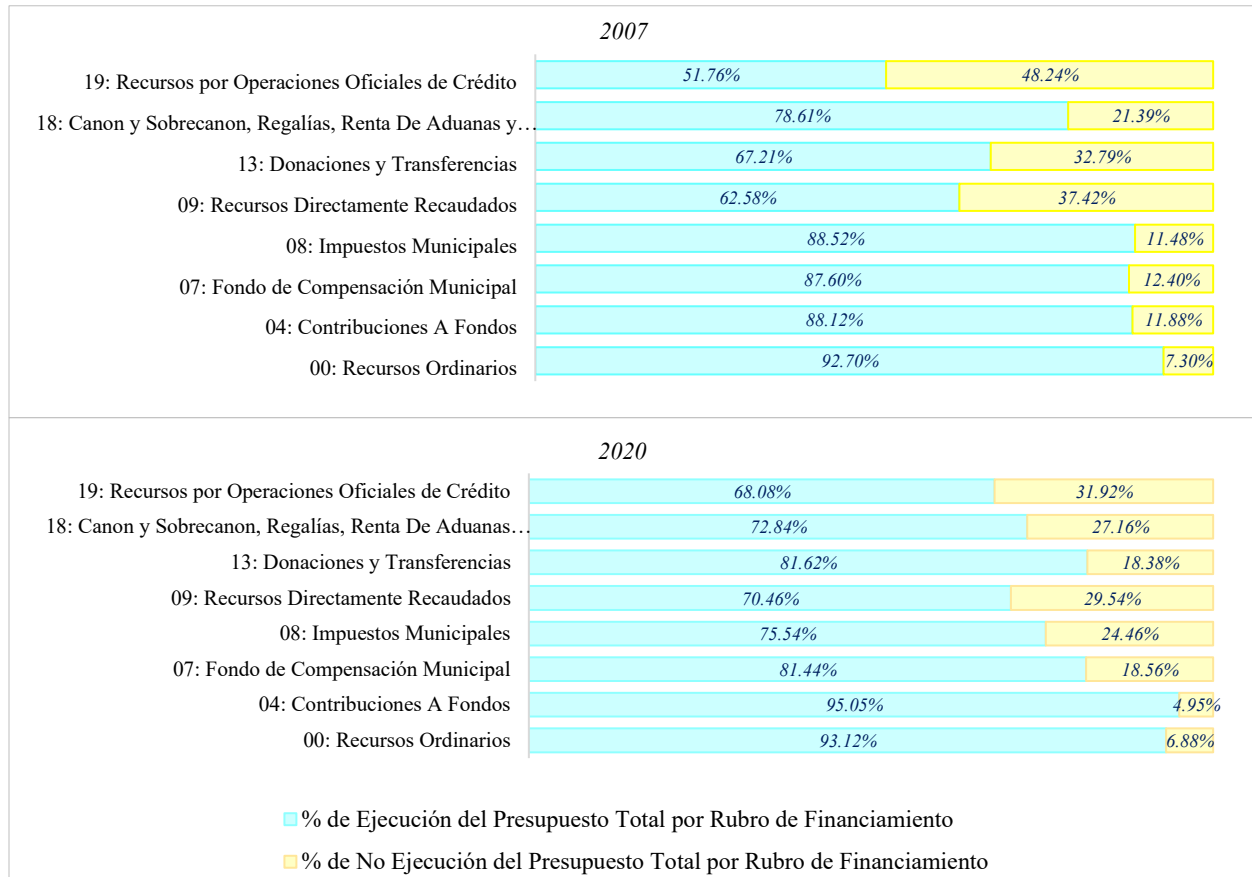 2007
19: Recursos por Operaciones Oficiales de Crédito 51.76% 48.24%
18: Canon y Sobrecanon, Regalías, Renta De Aduanas y… 78.61% 21.39%
13: Donaciones y Transferencias 67.21% 32.79%
09: Recursos Directamente Recaudados 62.58% 37.42%
08: Impuestos Municipales 88.52% 11.48%
07: Fondo de Compensación Municipal 87.60% 12.40%
04: Contribuciones A Fondos 88.12% 11.88%
00: Recursos Ordinarios 92.70% 7.30%
2020
19: Recursos por Operaciones Oficiales de Crédito 68.08% 31.92%
18: Canon y Sobrecanon, Regalías, Renta De Aduanas… 72.84% 27.16%
13: Donaciones y Transferencias 81.62% 18.38%
09: Recursos Directamente Recaudados 70.46% 29.54%
08: Impuestos Municipales 75.54% 24.46%
07: Fondo de Compensación Municipal 81.44% 18.56%
04: Contribuciones A Fondos 95.05% 4.95%
00: Recursos Ordinarios 93.12% 6.88%
% de Ejecución del Presupuesto Total por Rubro de Financiamiento
% de No Ejecución del Presupuesto Total por Rubro de Financiamiento